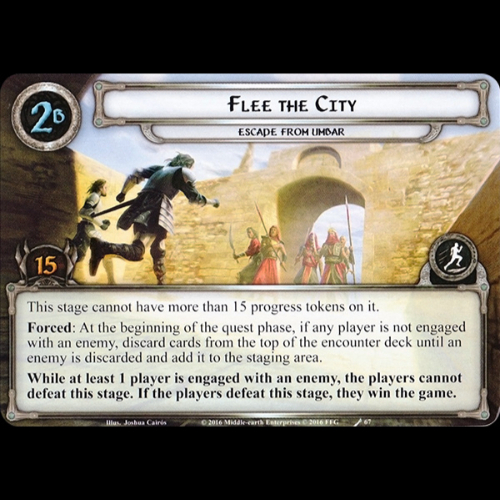 2B
FLEE THE CITY
ESCAPE FROM UMBAR
15
This stage cannot have more than 15 progress tokens on it.
Forced: At the beginning of the quest phase, if any player is not engaged
with an enemy, discard cards from the top of the encounter deck until an
enemy is discarded and add it to the staging area.
While at least 1 player is engaged with an enemy, the players cannot
defeat this stage. If the players defeat this stage, they win the game.
Illus. Joshua Cairós © 2016 Middle-earth Enterprises © 2016 FFG 67